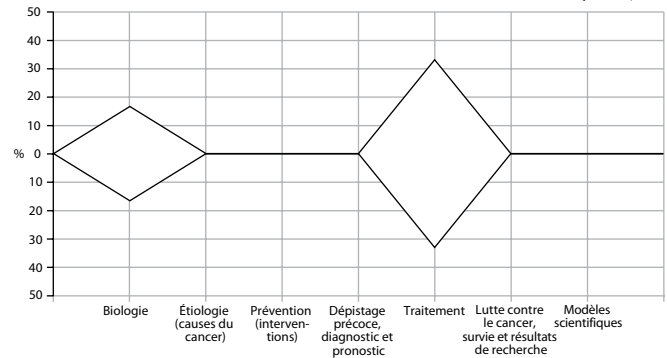 50
40
30
20
10
% 0
10
20
30
40
50
Biologie
Étiologie
(causes du
cancer)
Prévention
(interven-
tions)
Dépistage
précoce,
diagnostic et
pronostic
Traitement
Lutte contre
le cancer,
survie et résultats
de recherche
Modèles
scientifiques